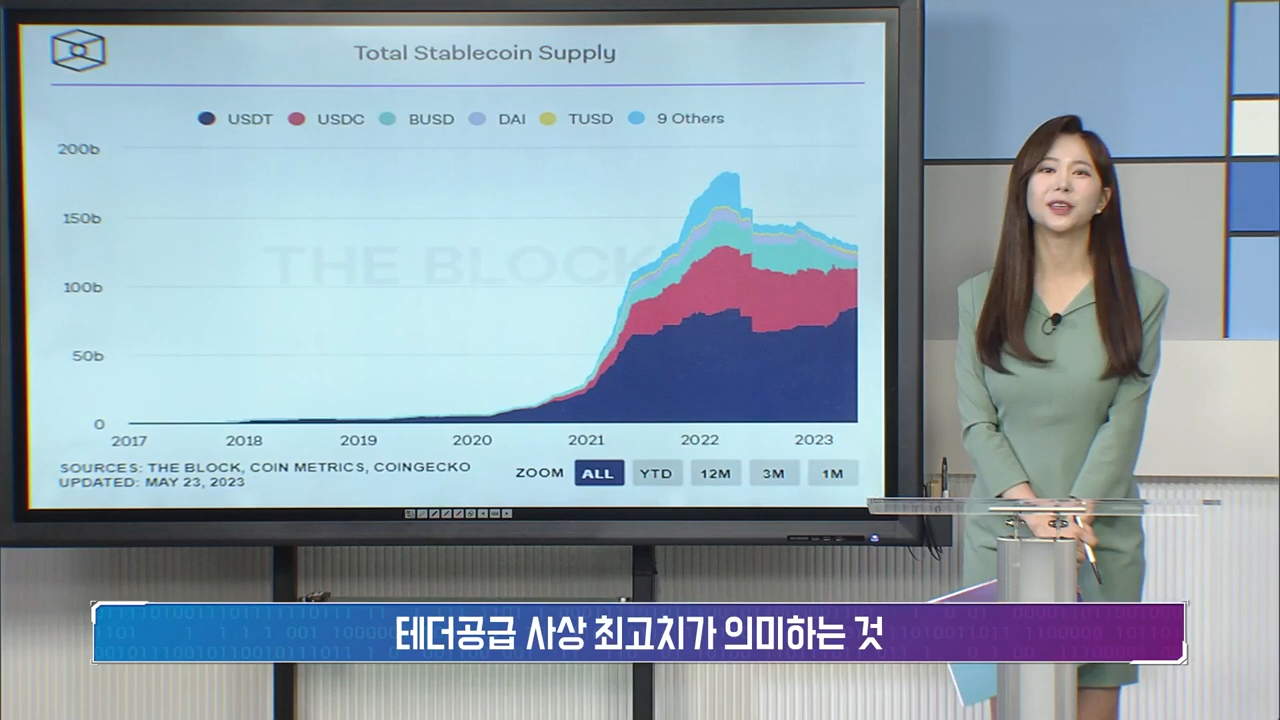 Total Stablecoin Supply
USDT USDC BUSD DAI TUSD 9 Others
200b
150b
THE BLOCK
100b
50b
0
2017 2018 2019 2020 2021 2022 2023
SOURCES: THE BLOCK, COIN METRICS, COINGECKO
UPDATED: MAY 23, 2023
ZOOM ALL YTD 12M 3M 1M
테더공급 사상 최고치가 의미하는 것